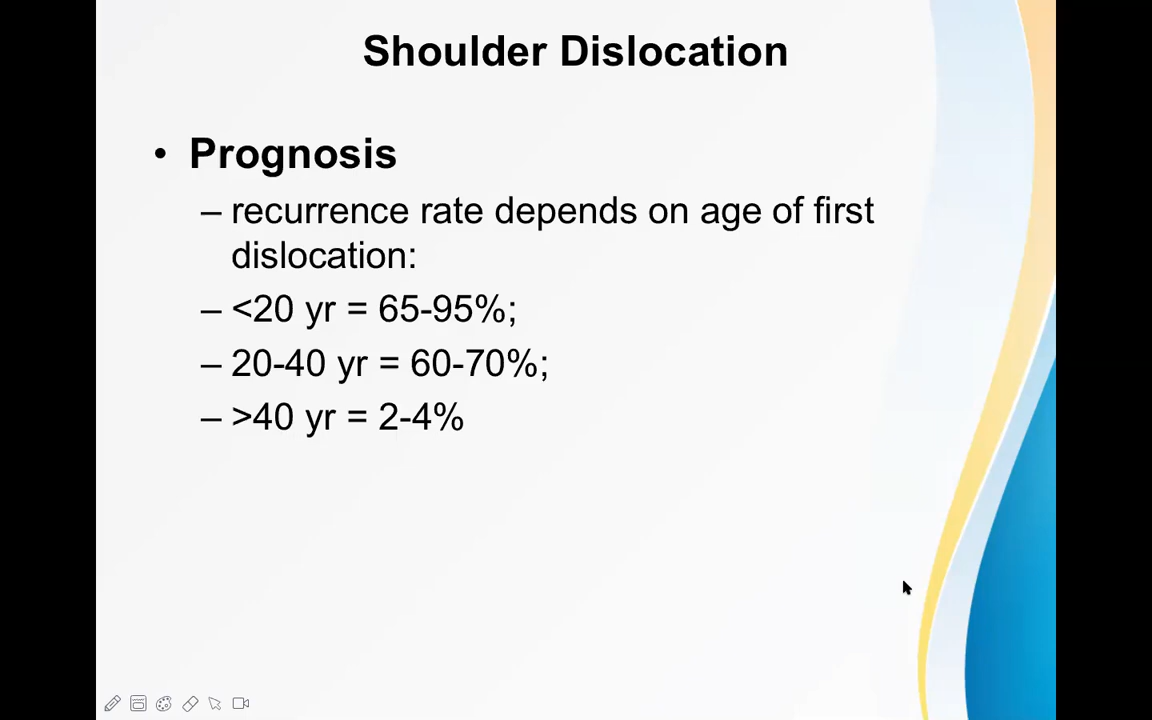 Shoulder Dislocation
• Prognosis
– recurrence rate depends on age of first
dislocation:
– <20 yr = 65-95%;
– 20-40 yr = 60-70%;
– >40 yr = 2-4%